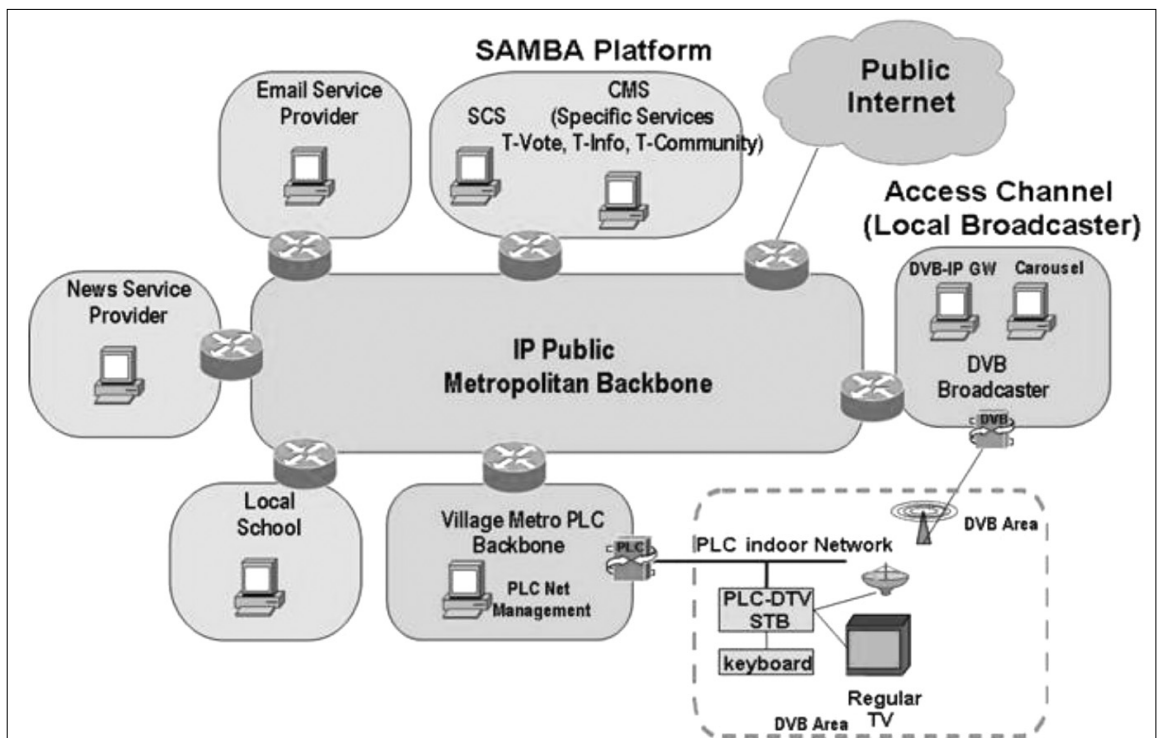 SAMBA Platform
Email Service
Provider
SCS
CMS
(Specific Services
T-Vote, T-Info, T-Community)
Public
Internet
Access Channel
(Local Broadcaster)
DVB-IP GW
Carousel
DVB
Broadcaster
DVB
News Service
Provider
IP Public
Metropolitan Backbone
Local
School
Village Metro PLC
Backbone
PLC Net
Management
PLC
PLC indoor Network
DVB Area
PLC-DTV
STB
keyboard
Regular
TV
DVB Area